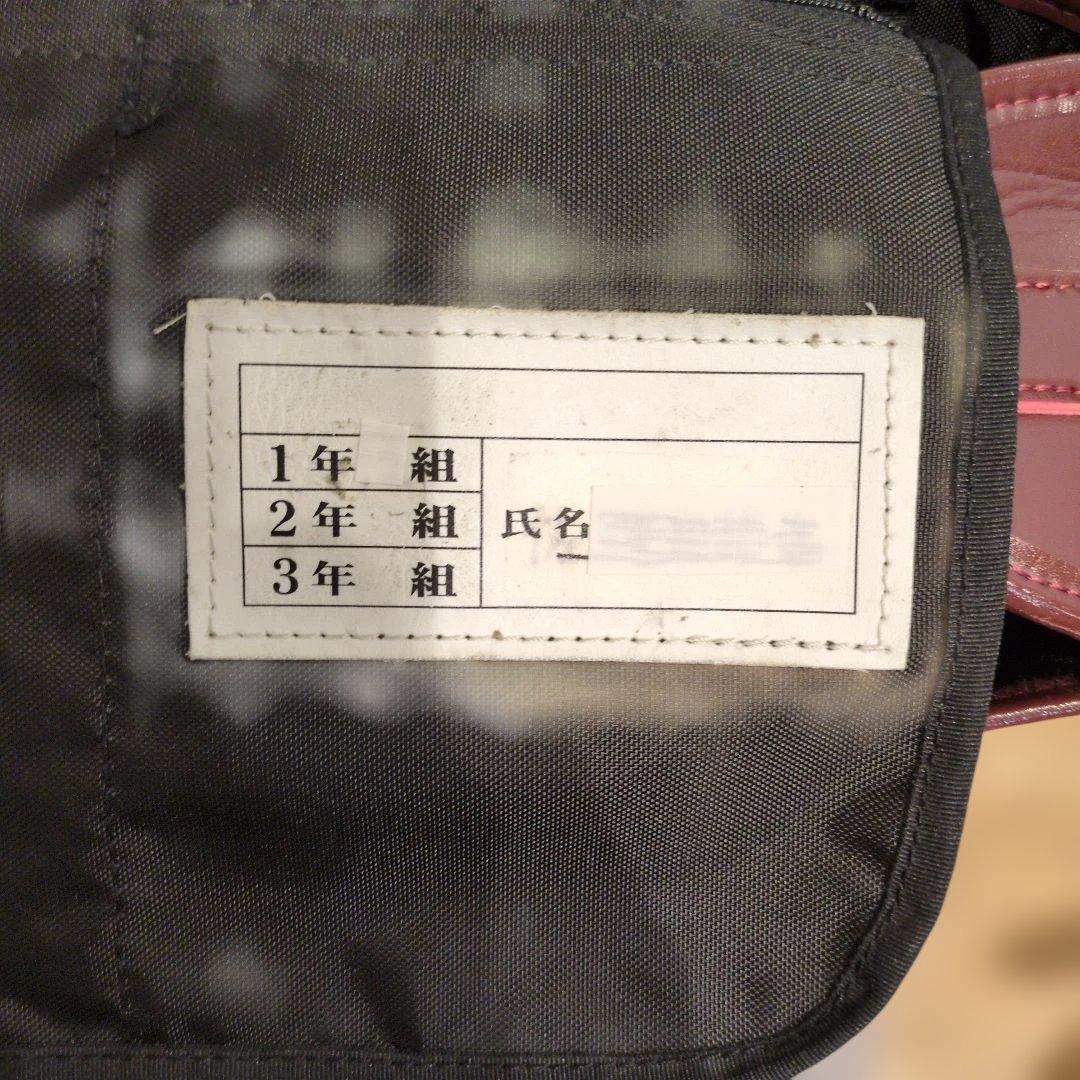 1年 組
2年 組
3年 組
氏名